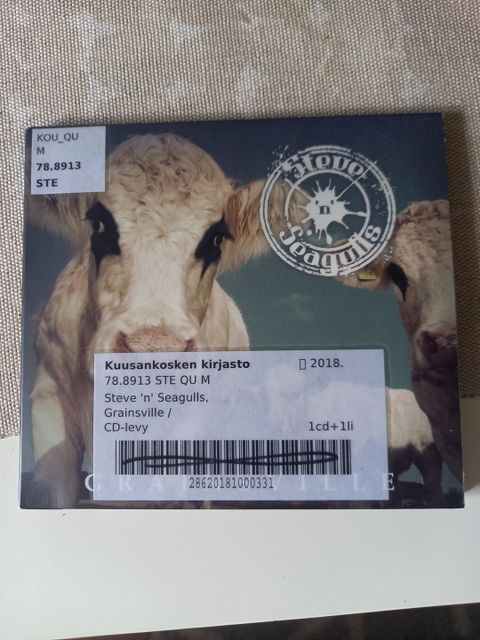 KOU_QU
M
78.8913
STE
Steve
'n'
Seagulls
Kuusankosken kirjasto 2018.
78.8913 STE QU M
Steve 'n' Seagulls,
Grainsville /
CD-levy 1cd+1li
28620181000331